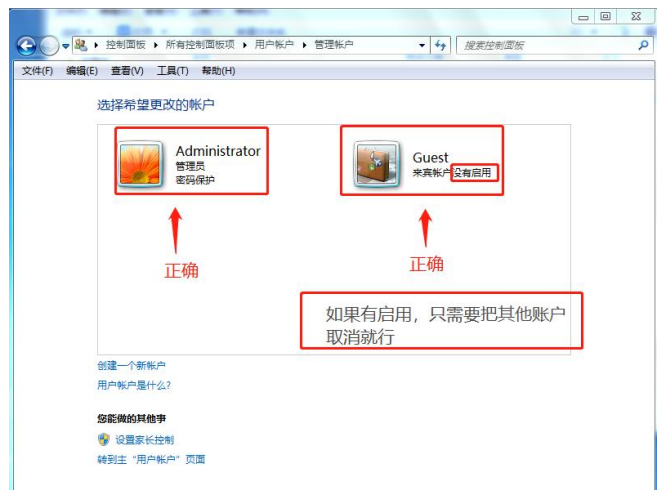 控制面板 ▸ 所有控制面板项 ▸ 用户帐户 ▸ 管理帐户
搜索控制面板
文件(F) 编辑(E) 查看(V) 工具(T) 帮助(H)
选择希望更改的帐户
Administrator
管理员
密码保护
Guest
来宾帐户没有启用
正确
正确
如果有启用，只需要把其他账户
取消就行
创建一个新帐户
用户帐户是什么?
您能做的其他事
设置家长控制
转到主“用户帐户”页面